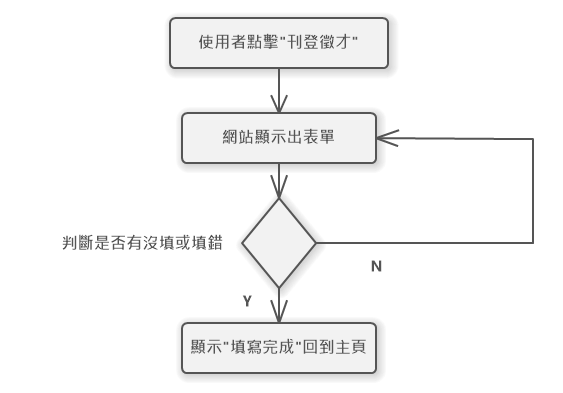 使用者點擊"刊登徵才"
網站顯示出表單
判斷是否有沒填或填錯
N
Y
顯示"填寫完成"回到主頁